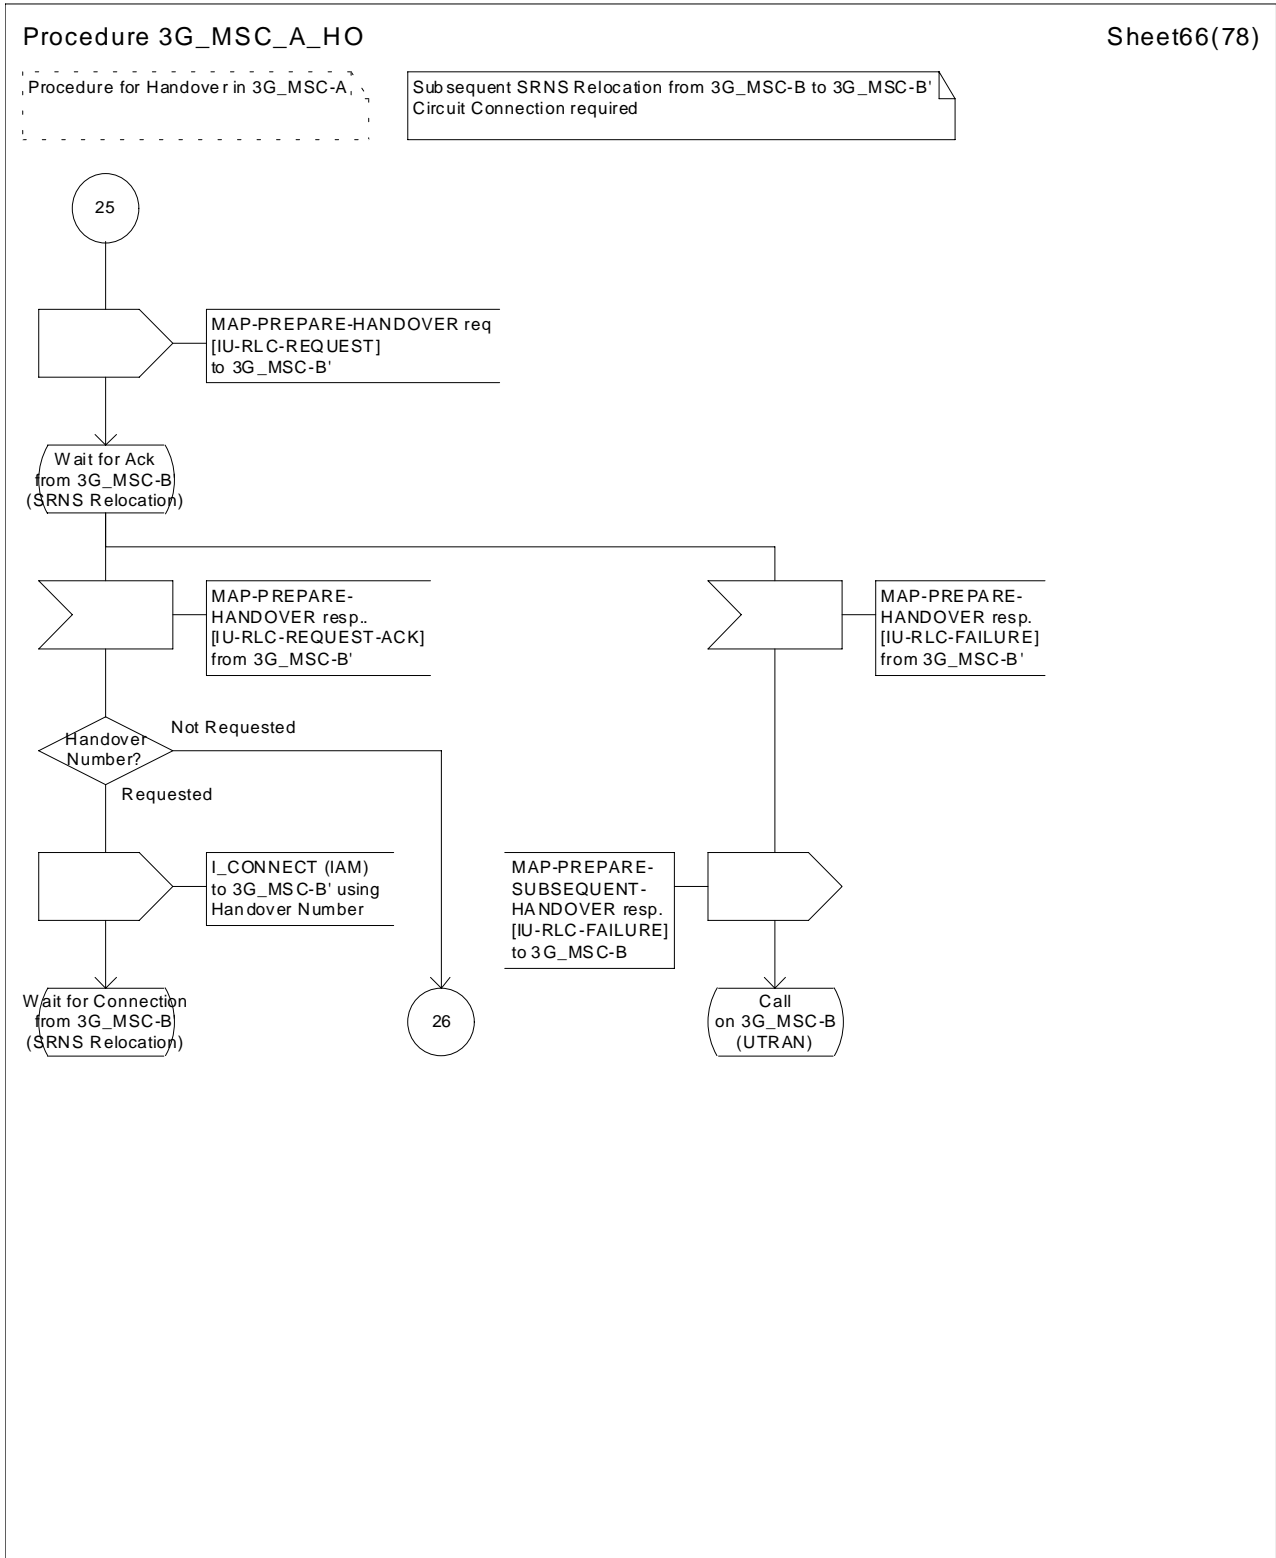 Procedure 3G_MSC_A_HO
Sheet66(78)
Procedure for Handover in 3G_MSC-A
Subsequent SRNS Relocation from 3G_MSC-B to 3G_MSC-B'
Circuit Connection required
25
MAP-PREPARE-HANDOVER req
[IU-RLC-REQUEST]
to 3G_MSC-B'
Wait for Ack
from 3G_MSC-B'
(SRNS Relocation)
MAP-PREPARE-
HANDOVER resp..
[IU-RLC-REQUEST-ACK]
from 3G_MSC-B'
MAP-PREPARE-
HANDOVER resp.
[IU-RLC-FAILURE]
from 3G_MSC-B'
Handover
Number?
Not Requested
Requested
I_CONNECT (IAM)
to 3G_MSC-B' using
Handover Number
MAP-PREPARE-
SUBSEQUENT-
HANDOVER resp.
[IU-RLC-FAILURE]
to 3G_MSC-B
Wait for Connection
from 3G_MSC-B'
(SRNS Relocation)
26
Call
on 3G_MSC-B
(UTRAN)